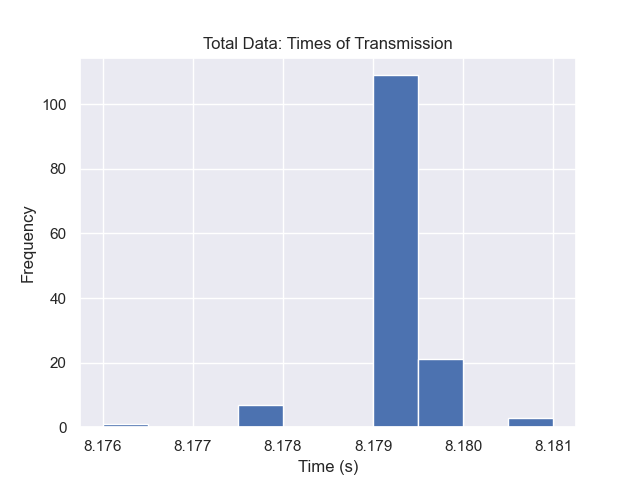 Total Data: Times of Transmission
Frequency
100
80
60
40
20
0
8.176 8.177 8.178 8.179 8.180 8.181
Time (s)